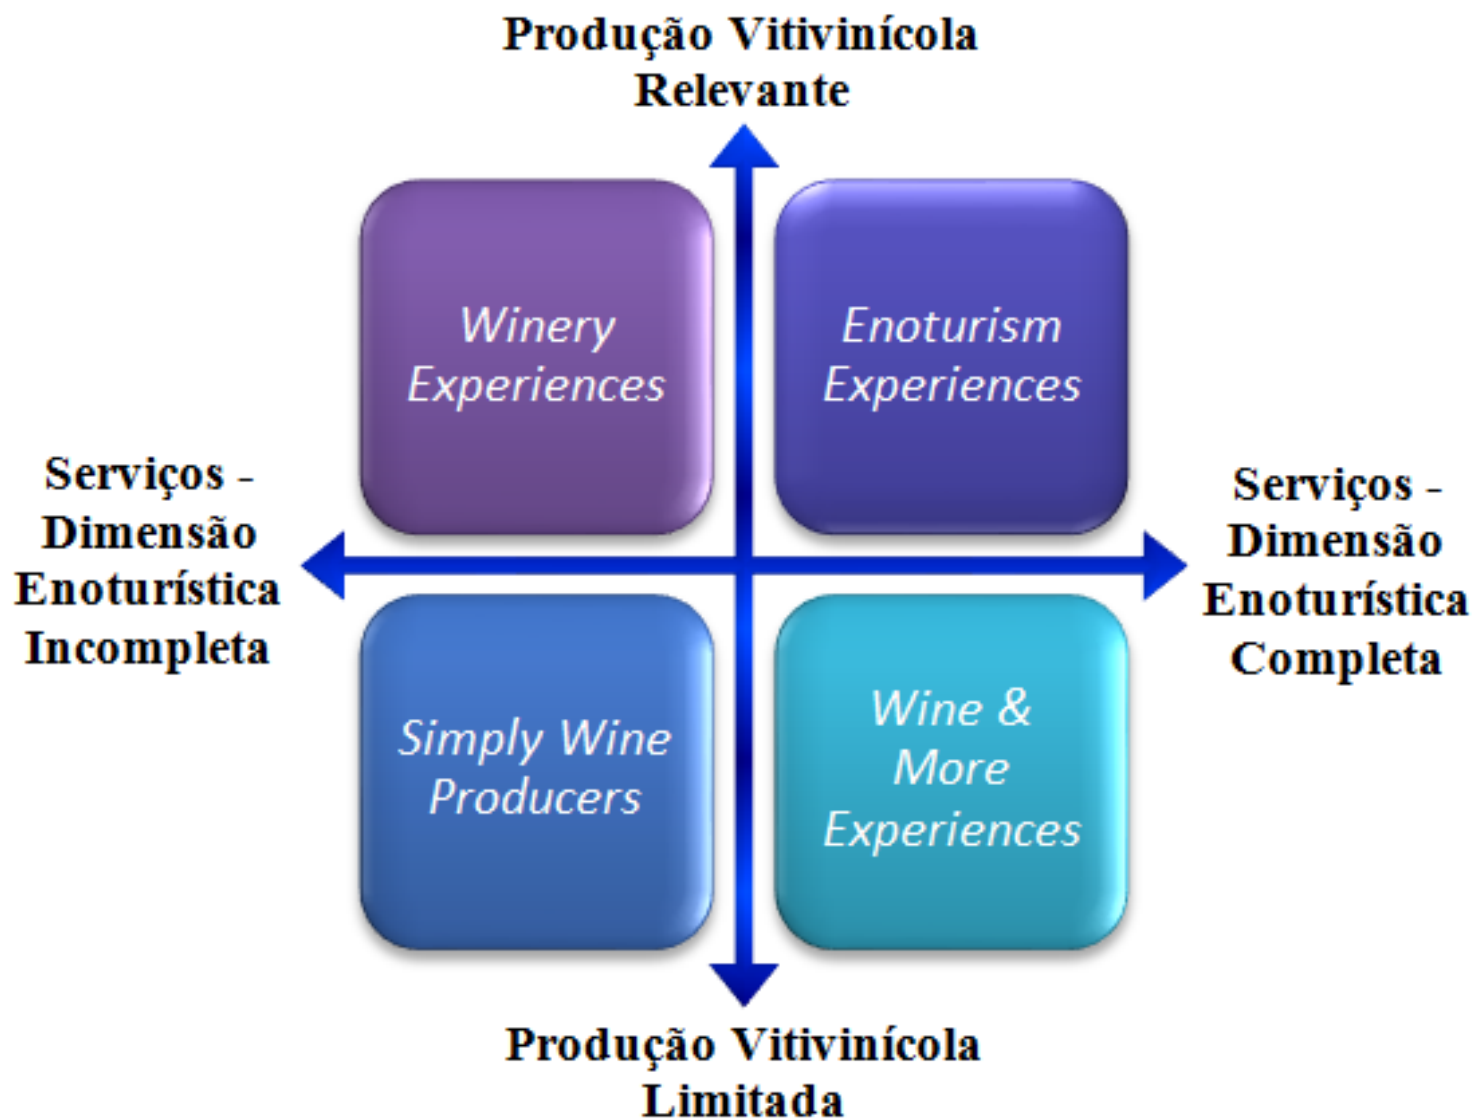 Produção Vitivinícola
Relevante
Winery
Experiences
Enoturism
Experiences
Serviços -
Dimensão
Enoturística
Incompleta
Serviços -
Dimensão
Enoturística
Completa
Simply Wine
Producers
Wine &
More
Experiences
Produção Vitivinícola
Limitada